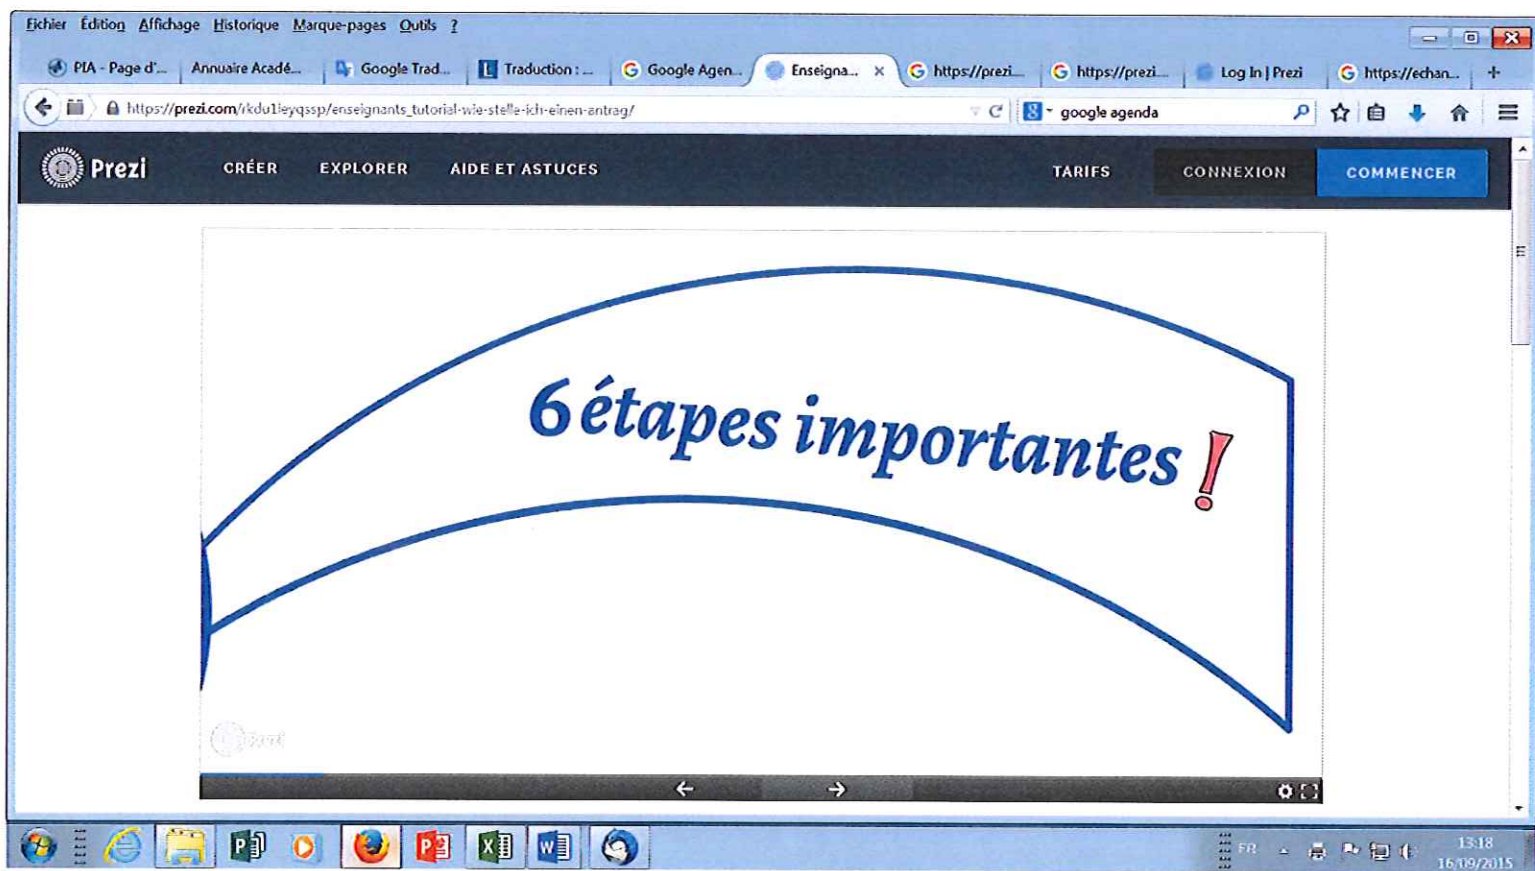 Fichier Édition Affichage Historique Marque-pages Outils ?
PIA - Page d'... Annuaire Acadé... Google Trad... Traduction : ... Google Agen... Enseigna... × https://prezi... https://prezi... Log In | Prezi https://echan... +
https://prezi.com/rkdu1ieyqssp/enseignants_tutorial-wie-stelle-ich-einen-antrag/ google agenda
Prezi CRÉER EXPLORER AIDE ET ASTUCES TARIFS CONNEXION COMMENCER
6 étapes importantes !
Prezi
FR 13:18
16/09/2015